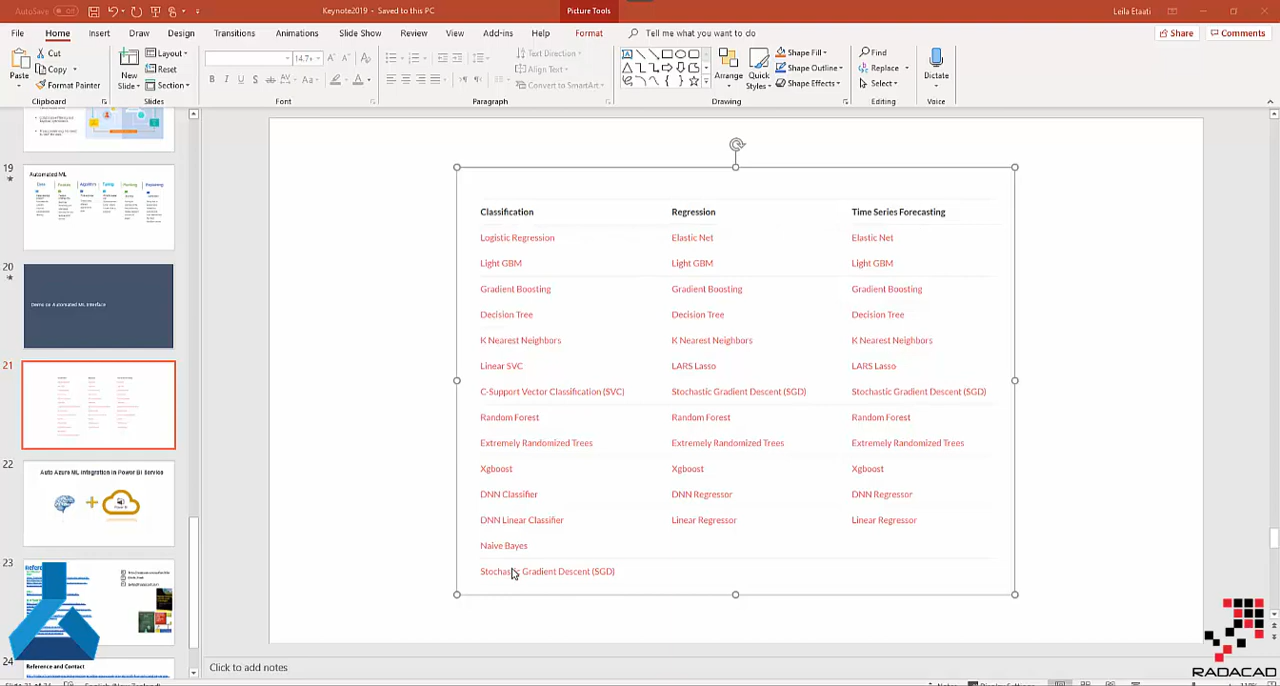 AutoSave Off
Keynote2019 - Saved to this PC
Picture Tools
Leila Etaati
File Home Insert Draw Design Transitions Animations Slide Show Review View Add-ins Help Format Tell me what you want to do
Share Comments
Paste
Cut
Copy
Format Painter
Clipboard
New
Slide
Layout
Reset
Section
Slides
14.7
B I U S
Font
Text Direction
Align Text
Convert to SmartArt
Paragraph
Arrange
Quick
Styles
Shape Fill
Shape Outline
Shape Effects
Drawing
Find
Replace
Select
Editing
Dictate
Voice
19
Automated ML
20
Demo on Automated ML Interface
21
22
Auto Azure ML Integration in Power BI Service
23
24
Reference and Contact
Classification Regression Time Series Forecasting
Logistic Regression Elastic Net Elastic Net
Light GBM Light GBM Light GBM
Gradient Boosting Gradient Boosting Gradient Boosting
Decision Tree Decision Tree Decision Tree
K Nearest Neighbors K Nearest Neighbors K Nearest Neighbors
Linear SVC LARS Lasso LARS Lasso
C-Support Vector Classification (SVC) Stochastic Gradient Descent (SGD) Stochastic Gradient Descent (SGD)
Random Forest Random Forest Random Forest
Extremely Randomized Trees Extremely Randomized Trees Extremely Randomized Trees
Xgboost Xgboost Xgboost
DNN Classifier DNN Regressor DNN Regressor
DNN Linear Classifier Linear Regressor Linear Regressor
Naive Bayes
Stochastic Gradient Descent (SGD)
Click to add notes
RADACAD